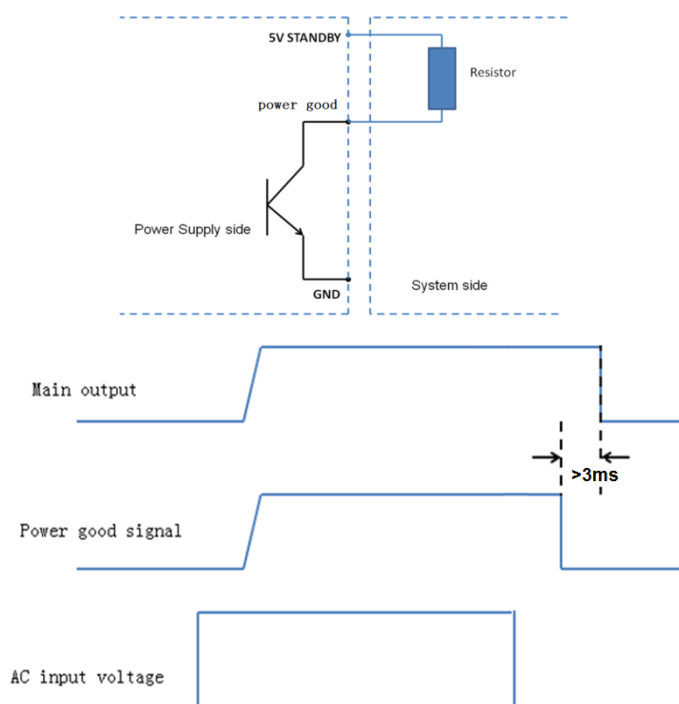 5V STANDBY
Resistor
power good
Power Supply side
GND
System side
Main output
>3ms
Power good signal
AC input voltage